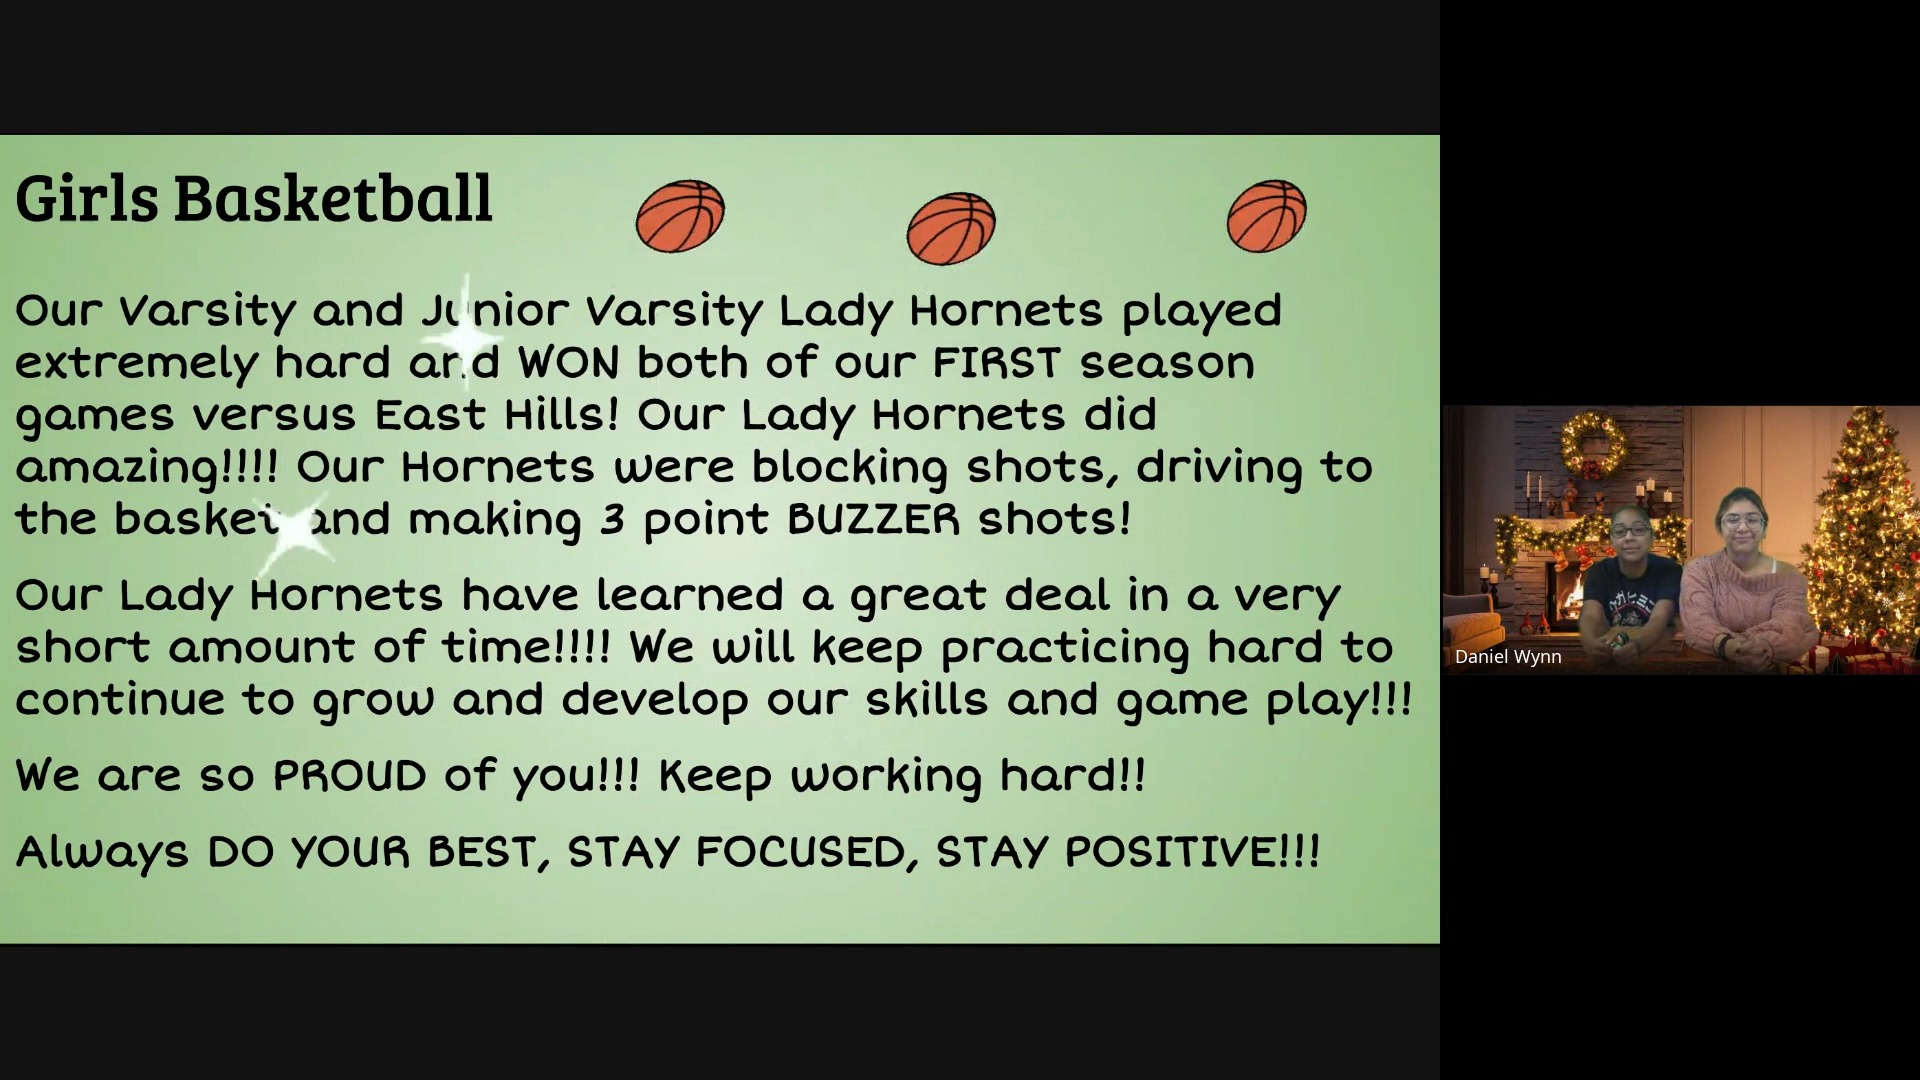 Girls Basketball
Our Varsity and Junior Varsity Lady Hornets played
extremely hard and WON both of our FIRST season
games versus East Hills! Our Lady Hornets did
amazing!!!! Our Hornets were blocking shots, driving to
the basket and making 3 point BUZZER shots!
Our Lady Hornets have learned a great deal in a very
short amount of time!!!! We will keep practicing hard to
continue to grow and develop our skills and game play!!!
We are so PROUD of you!!! Keep working hard!!
Always DO YOUR BEST, STAY FOCUSED, STAY POSITIVE!!!
Daniel Wynn